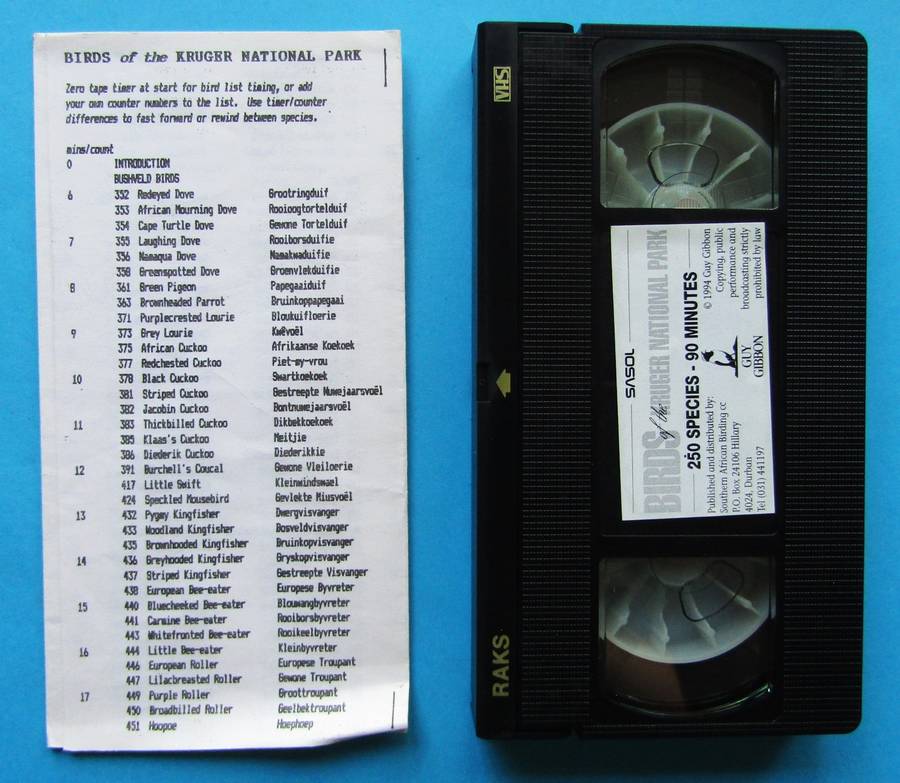 BIRDS of the KRUGER NATIONAL PARK
Zero tape timer at start for bird list timing, or add
your own counter numbers to the list. Use timer/counter
differences to fast forward or rewind between species.
mins/count
0 INTRODUCTION
BUSHVELD BIRDS
6 352 Redeyed Dove Grootringduif
353 African Mourning Dove Rooioogtortelduif
354 Cape Turtle Dove Gewone Tortelduif
7 355 Laughing Dove Rooiborsduifie
356 Namaqua Dove Namakwaduifie
358 Greenspotted Dove Groenvlekduifie
8 361 Green Pigeon Papegaaiduif
363 Brownheaded Parrot Bruinkoppapegaai
371 Purplecrested Lourie Bloukuifloerie
9 373 Grey Lourie Kwêvoël
375 African Cuckoo Afrikaanse Koekoek
377 Redchested Cuckoo Piet-my-vrou
10 378 Black Cuckoo Swartkoekoek
381 Striped Cuckoo Gestreepte Nuwejaarsvoël
382 Jacobin Cuckoo Bontnuwejaarsvoël
11 383 Thickbilled Cuckoo Dikbekkoekoek
385 Klaas's Cuckoo Meitjie
386 Diederik Cuckoo Diederikkie
12 391 Burchell's Coucal Gewone Vleiloerie
417 Little Swift Kleinwindswael
424 Speckled Mousebird Gevlekte Miusvoël
13 432 Pygmy Kingfisher Dwergvisvanger
433 Woodland Kingfisher Bosveldvisvanger
435 Brownhooded Kingfisher Bruinkopvisvanger
14 436 Greyhooded Kingfisher Gryskopvisvanger
437 Striped Kingfisher Gestreepte Visvanger
438 European Bee-eater Europese Byvreter
15 440 Bluecheeked Bee-eater Blouwangbyvreter
441 Carmine Bee-eater Rooiborsbyvreter
443 Whitefronted Bee-eater Rooikeelbyvreter
16 444 Little Bee-eater Kleinbyvreter
446 European Roller Europese Troupant
447 Lilacbreasted Roller Gewone Troupant
17 449 Purple Roller Groottroupant
450 Broadbilled Roller Geelbektroupant
451 Hoopoe Hoephoep
VHS
RAKS
SASOL
BIRDS of the KRUGER NATIONAL PARK
250 SPECIES - 90 MINUTES
Published and distributed by:
Southern African Birding cc
P.O. Box 24106 Hillary
4024, Durban
Tel (031) 441197
GUY
GIBBON
© 1994 Guy Gibbon
Copying, public
performance and
broadcasting strictly
prohibited by law